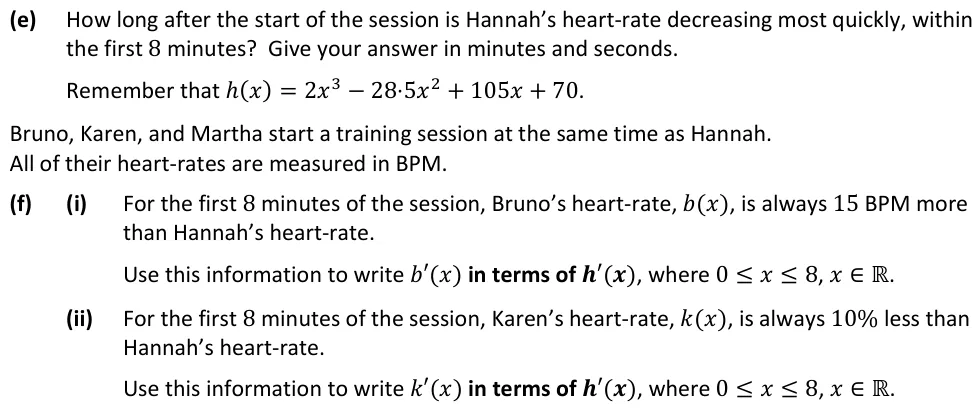 (e) How long after the start of the session is Hannah’s heart-rate decreasing most quickly, within
the first 8 minutes? Give your answer in minutes and seconds.
Remember that h(x) = 2x³ − 28·5x² + 105x + 70.
Bruno, Karen, and Martha start a training session at the same time as Hannah.
All of their heart-rates are measured in BPM.
(f) (i) For the first 8 minutes of the session, Bruno’s heart-rate, b(x), is always 15 BPM more
than Hannah’s heart-rate.
Use this information to write b′(x) in terms of h′(x), where 0 ≤ x ≤ 8, x ∈ ℝ.
(ii) For the first 8 minutes of the session, Karen’s heart-rate, k(x), is always 10% less than
Hannah’s heart-rate.
Use this information to write k′(x) in terms of h′(x), where 0 ≤ x ≤ 8, x ∈ ℝ.